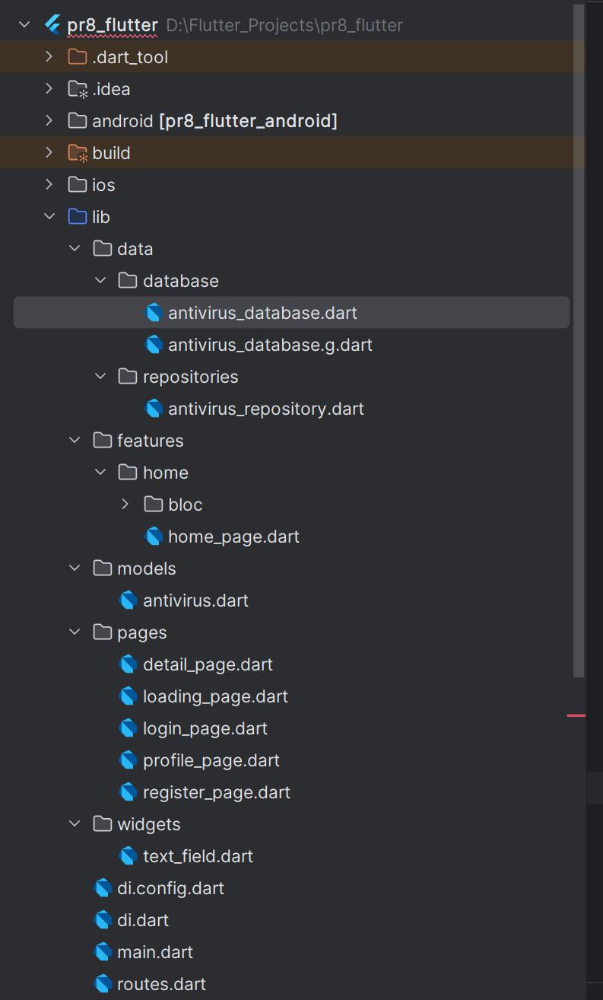 pr8_flutter D:\Flutter_Projects\pr8_flutter
.dart_tool
.idea
android [pr8_flutter_android]
build
ios
lib
data
database
antivirus_database.dart
antivirus_database.g.dart
repositories
antivirus_repository.dart
features
home
bloc
home_page.dart
models
antivirus.dart
pages
detail_page.dart
loading_page.dart
login_page.dart
profile_page.dart
register_page.dart
widgets
text_field.dart
di.config.dart
di.dart
main.dart
routes.dart